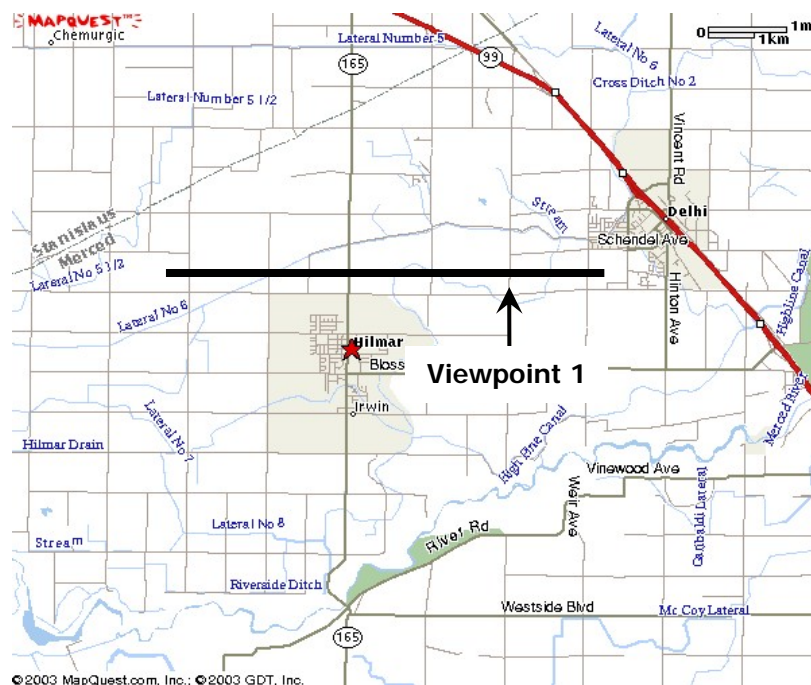 MAPQUEST™
Chemurgic
Lateral Number 5
165
99
Lateral No 6
0 1m
1km
Cross Ditch No 2
Lateral Number 5 1/2
Vincent Rd
Stanislaus
Merced
Stream
Delhi
Schendel Ave
Lateral No 5 1/2
Hinton Ave
Highline Canal
Lateral No 6
Hilmar
Bloss
Viewpoint 1
Irwin
Merced River
Lateral No 7
High Line Canal
Hilmar Drain
Vinewood Ave
Weir Ave
Garibaldi Lateral
Lateral No 8
River Rd
Stream
Riverside Ditch
Westside Blvd
Mc Coy Lateral
165
©2003 MapQuest.com, Inc.; ©2003 GDT, Inc.